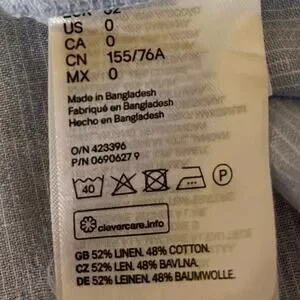 EUR 32
US 0
CA 0
CN 155/76A
MX 0
Made in Bangladesh
Fabriqué en Bangladesh
Hecho en Bangladesh
O/N 423396
P/N 0690627 9
40
P
clevercare.info
GB 52% LINEN. 48% COTTON.
CZ 52% LEN. 48% BAVLNA.
DE 52% LEINEN. 48% BAUMWOLLE.